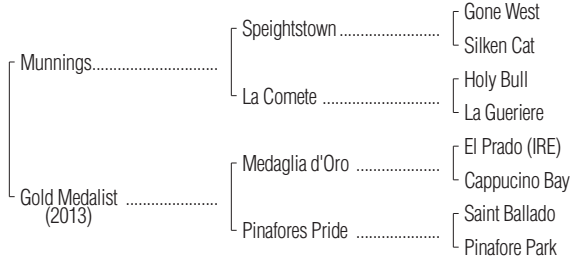 Gone West
Speightstown
Silken Cat
Munnings
Holy Bull
La Comete
La Gueriere
El Prado (IRE)
Medaglia d'Oro
Cappucino Bay
Gold Medalist
(2013)
Saint Ballado
Pinafores Pride
Pinafore Park